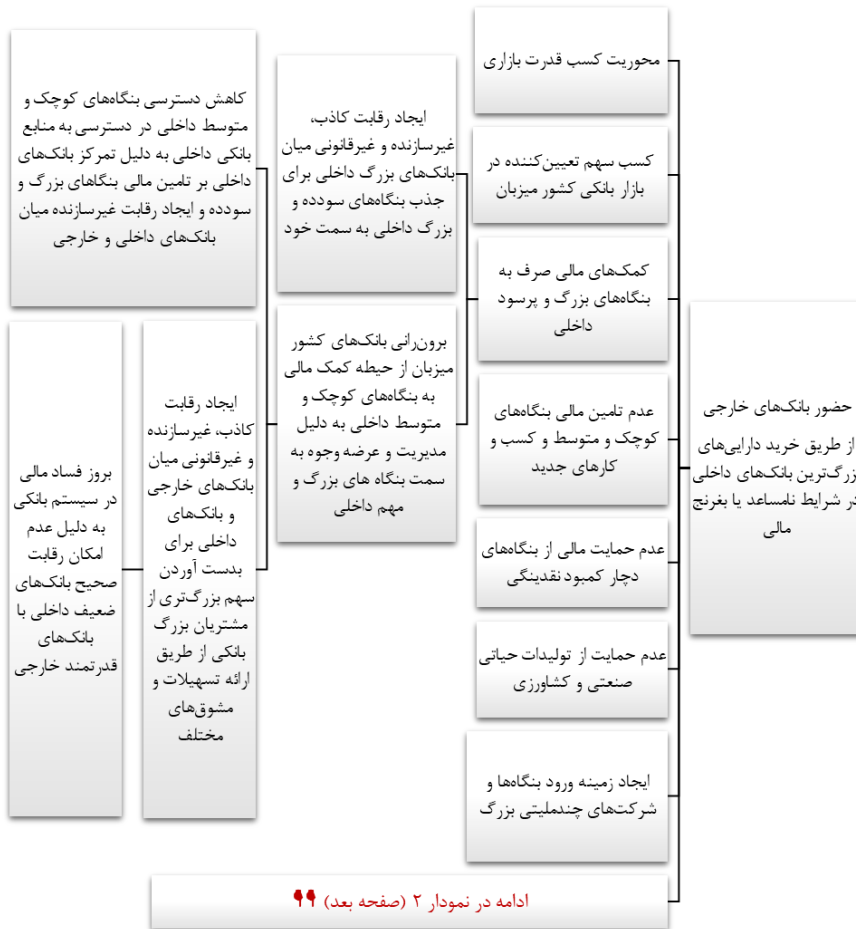 حضور بانک‌های خارجی
از طریق خرید دارایی‌های
بزرگ‌ترین بانک‌های داخلی
در شرایط نامساعد یا بغرنج
مالی
محوریت کسب قدرت بازاری
کسب سهم تعیین‌کننده در
بازار بانکی کشور میزبان
کمک‌های مالی صرف به
بنگاه‌های بزرگ و پرسود
داخلی
عدم تامین مالی بنگاه‌های
کوچک و متوسط و کسب و
کارهای جدید
عدم حمایت مالی از بنگاه‌های
دچار کمبود نقدینگی
عدم حمایت از تولیدات حیاتی
صنعتی و کشاورزی
ایجاد زمینه ورود بنگاه‌ها و
شرکت‌های چندملیتی بزرگ
ادامه در نمودار ۲ (صفحه بعد)
ایجاد رقابت کاذب،
غیرسازنده و غیرقانونی میان
بانک‌های بزرگ داخلی برای
جذب بنگاه‌های سودده و
بزرگ داخلی به سمت خود
برون‌رانی بانک‌های کشور
میزبان از حیطه کمک مالی
به بنگاه‌های کوچک و
متوسط داخلی به دلیل
مدیریت و عرضه وجوه به
سمت بنگاه های بزرگ و
مهم داخلی
کاهش دسترسی بنگاه‌های کوچک و
متوسط داخلی در دسترسی به منابع
بانکی داخلی به دلیل تمرکز بانک‌های
داخلی بر تامین مالی بنگاهای بزرگ و
سودده و ایجاد رقابت غیرسازنده میان
بانک‌های داخلی و خارجی
ایجاد رقابت
کاذب، غیرسازنده
و غیرقانونی میان
بانک‌های خارجی
و بانک‌های
داخلی برای
بدست آوردن
سهم بزرگ‌تری از
مشتریان بزرگ
بانکی از طریق
ارائه تسهیلات و
مشوق‌های
مختلف
بروز فساد مالی
در سیستم بانکی
به دلیل عدم
امکان رقابت
صحیح بانک‌های
ضعیف داخلی با
بانک‌های
قدرتمند خارجی